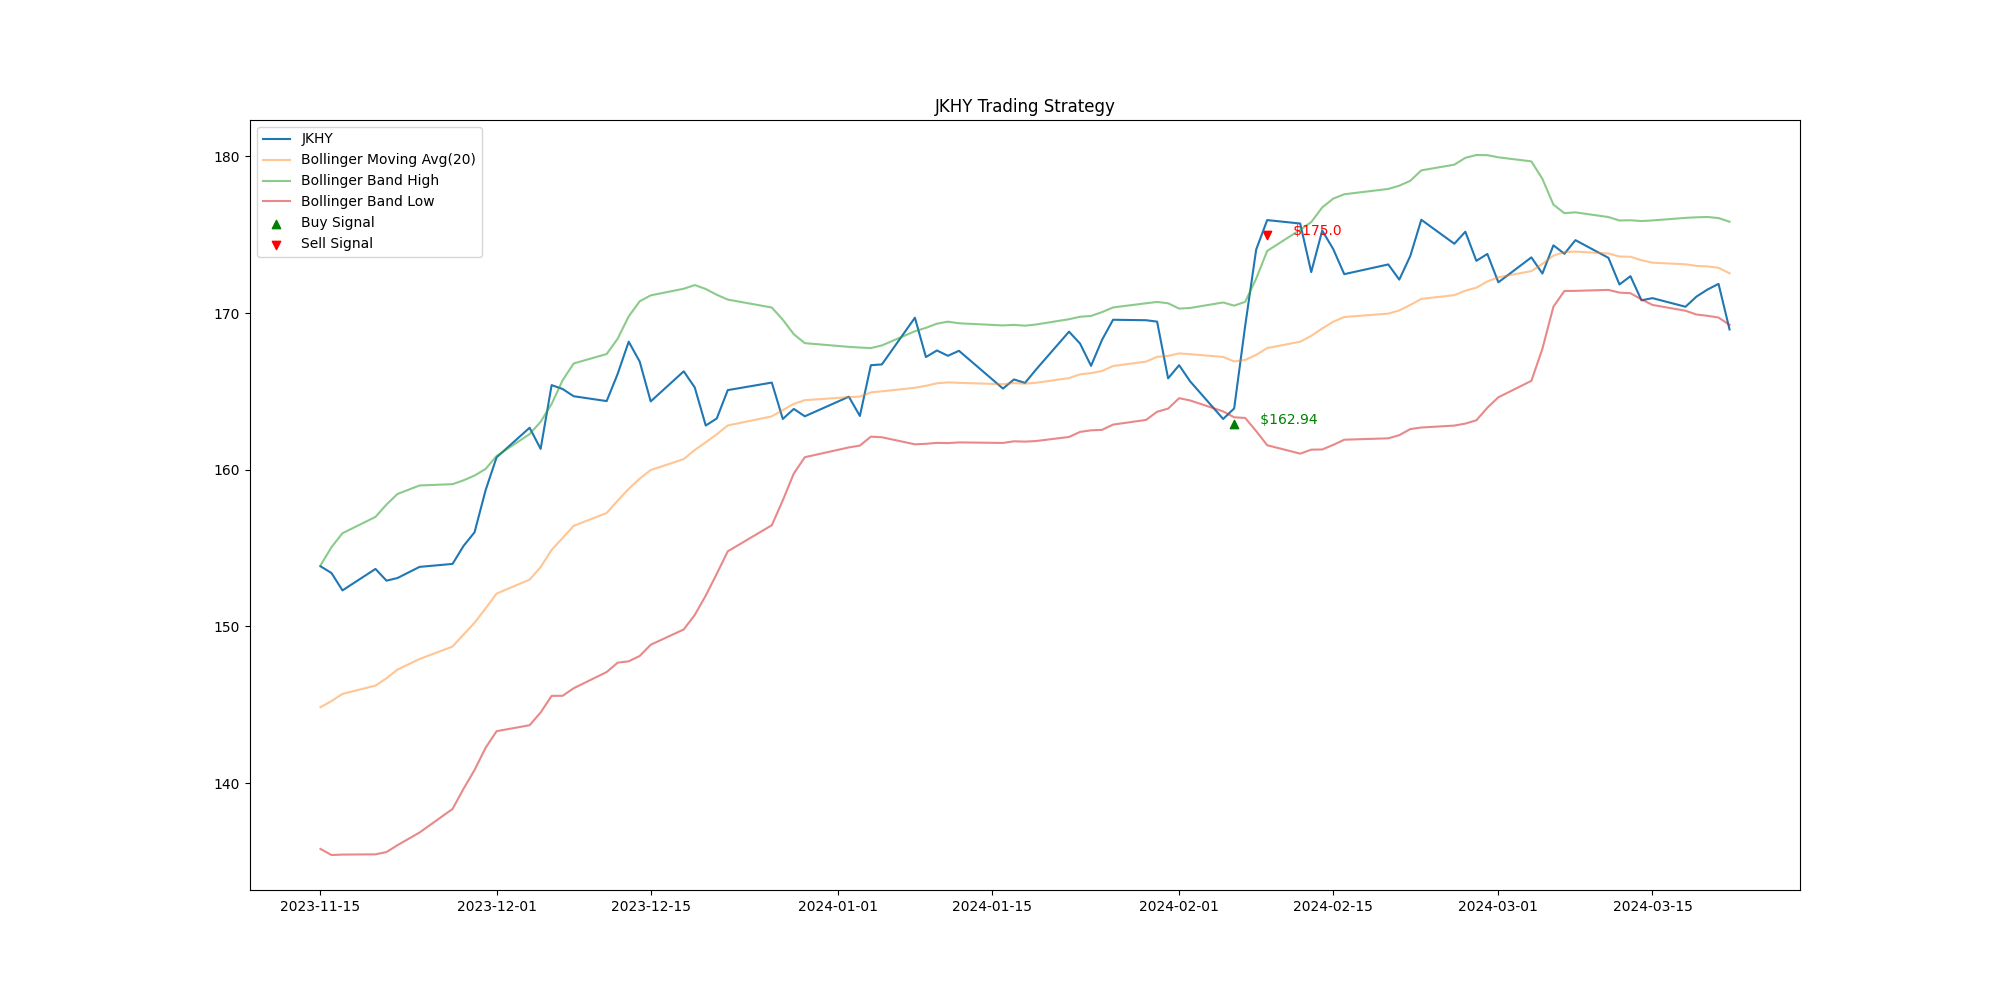 JKHY Trading Strategy
JKHY
Bollinger Moving Avg(20)
Bollinger Band High
Bollinger Band Low
Buy Signal
Sell Signal
180
170
160
150
140
$175.0
$162.94
2023-11-15
2023-12-01
2023-12-15
2024-01-01
2024-01-15
2024-02-01
2024-02-15
2024-03-01
2024-03-15